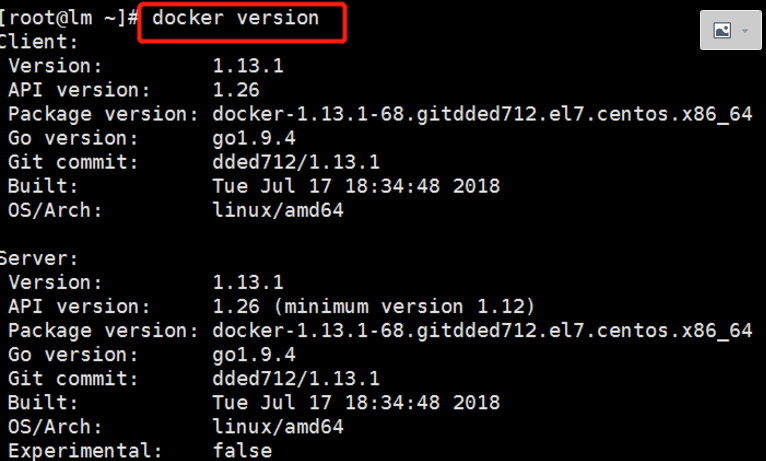 [root@lm ~]# docker version
Client:
 Version:         1.13.1
 API version:     1.26
 Package version: docker-1.13.1-68.gitdded712.el7.centos.x86_64
 Go version:      go1.9.4
 Git commit:      dded712/1.13.1
 Built:           Tue Jul 17 18:34:48 2018
 OS/Arch:         linux/amd64

Server:
 Version:         1.13.1
 API version:     1.26 (minimum version 1.12)
 Package version: docker-1.13.1-68.gitdded712.el7.centos.x86_64
 Go version:      go1.9.4
 Git commit:      dded712/1.13.1
 Built:           Tue Jul 17 18:34:48 2018
 OS/Arch:         linux/amd64
 Experimental:    false